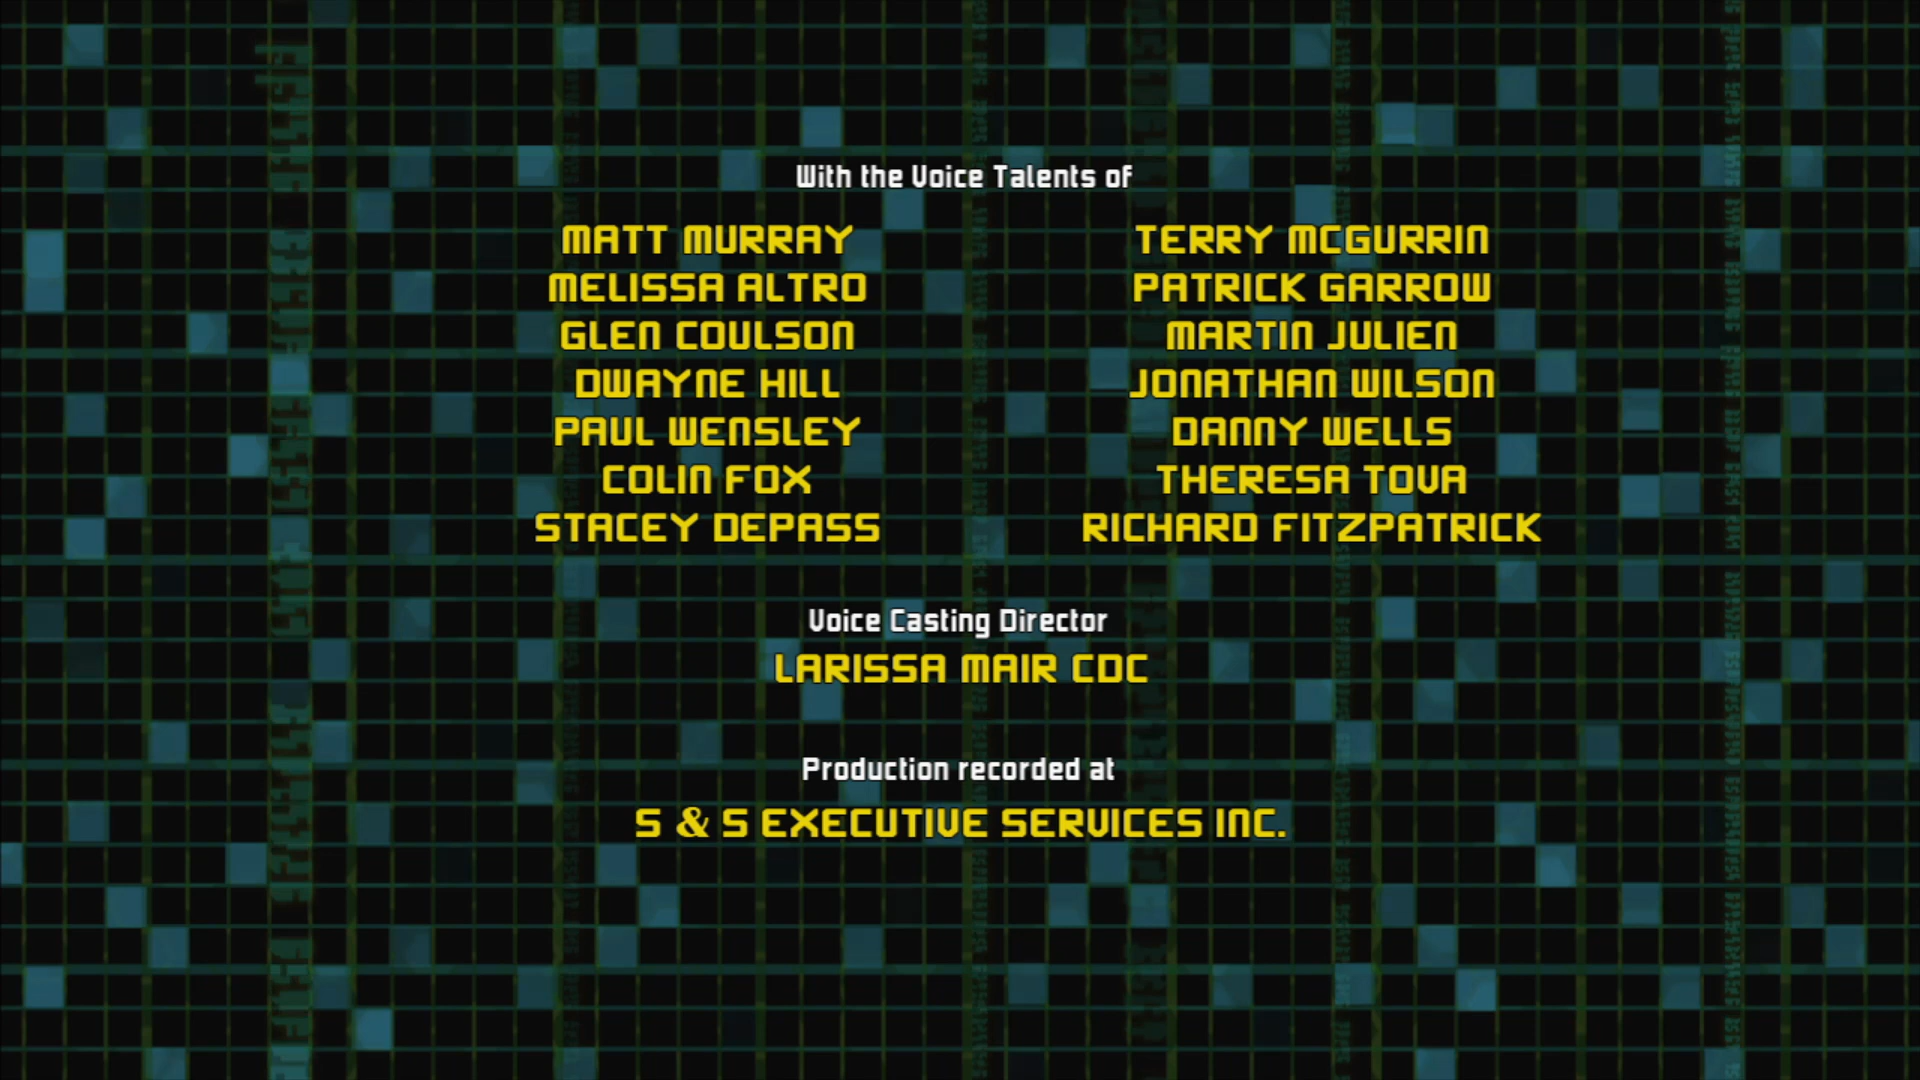 With the Voice Talents of
MATT MURRAY
MELISSA ALTRO
GLEN COULSON
DWAYNE HILL
PAUL WENSLEY
COLIN FOX
STACEY DEPASS
TERRY MCGURRIN
PATRICK GARROW
MARTIN JULIEN
JONATHAN WILSON
DANNY WELLS
THERESA TOVA
RICHARD FITZPATRICK
Voice Casting Director
LARISSA MAIR CDC
Production recorded at
S & S EXECUTIVE SERVICES INC.